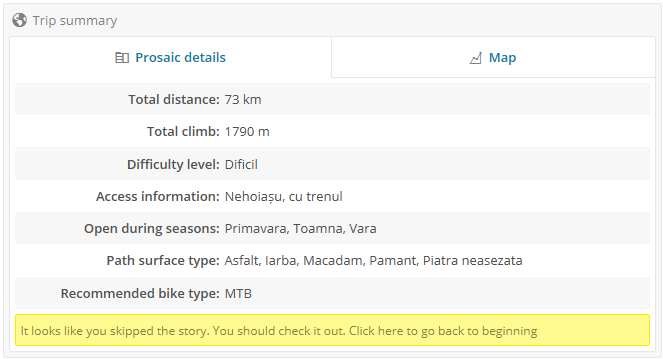 Trip summary
Prosaic details
Map
Total distance: 73 km
Total climb: 1790 m
Difficulty level: Dificil
Access information: Nehoiașu, cu trenul
Open during seasons: Primavara, Toamna, Vara
Path surface type: Asfalt, Iarba, Macadam, Pamant, Piatra neasezata
Recommended bike type: MTB
It looks like you skipped the story. You should check it out. Click here to go back to beginning